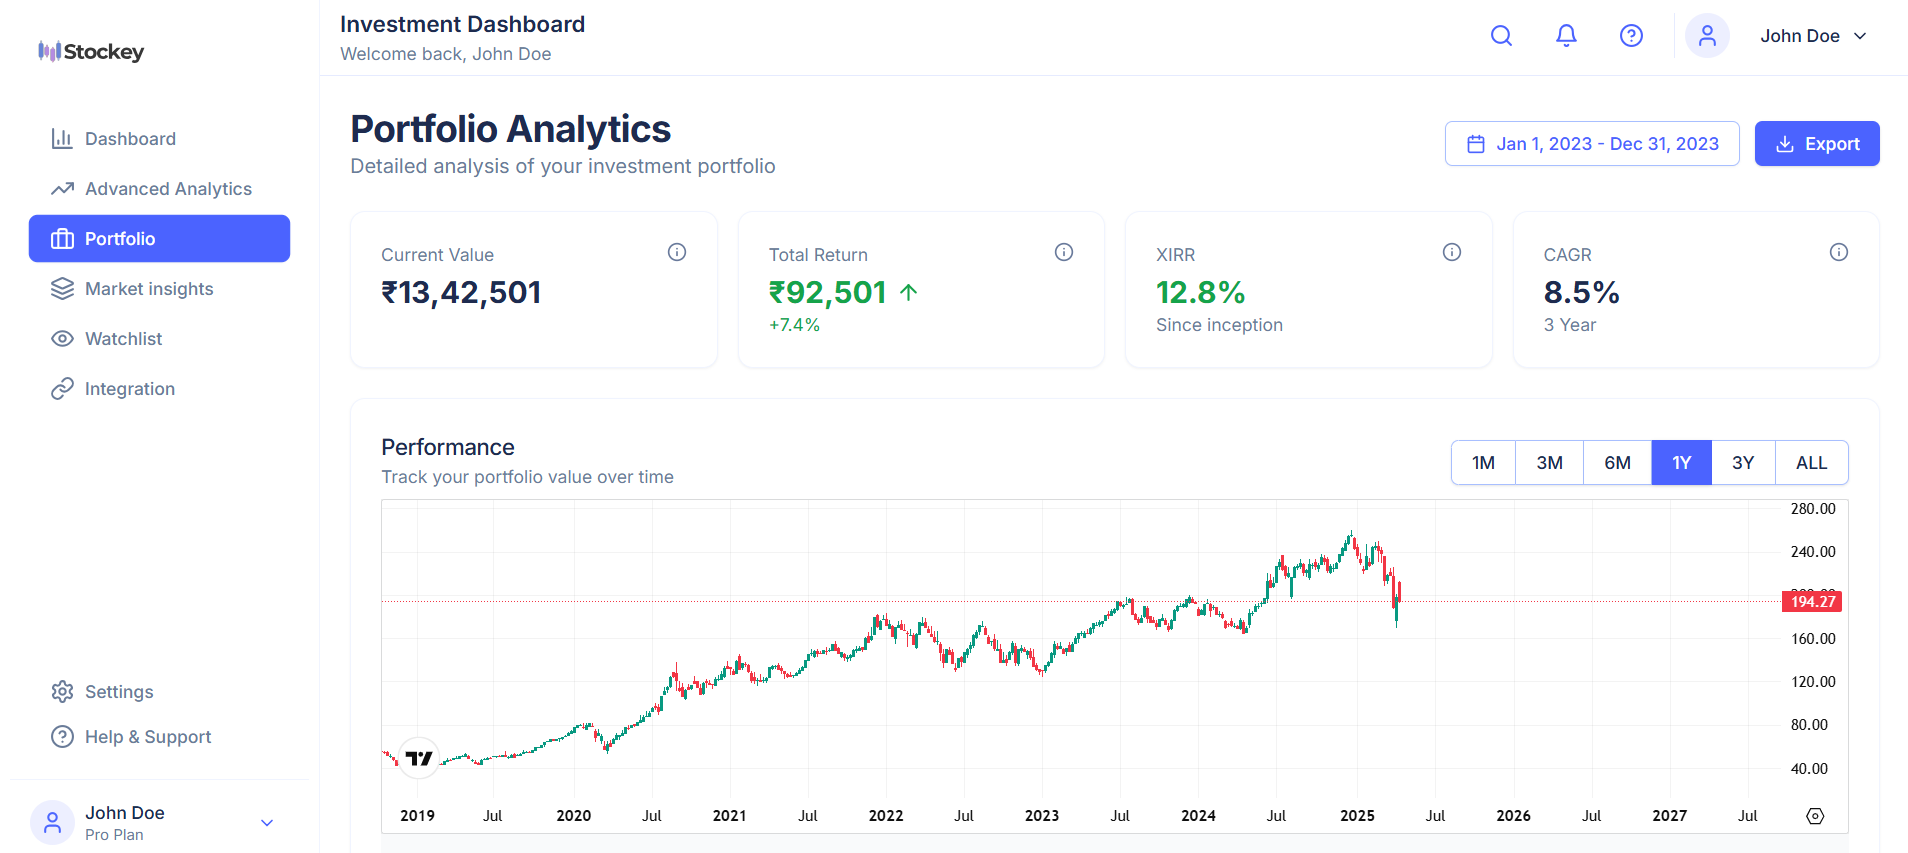 Stockey
Dashboard
Advanced Analytics
Portfolio
Market insights
Watchlist
Integration
Settings
Help & Support
John Doe
Pro Plan
Investment Dashboard
Welcome back, John Doe
John Doe
Portfolio Analytics
Detailed analysis of your investment portfolio
Jan 1, 2023 - Dec 31, 2023
Export
Current Value
₹13,42,501
Total Return
₹92,501
+7.4%
XIRR
12.8%
Since inception
CAGR
8.5%
3 Year
Performance
Track your portfolio value over time
1M 3M 6M 1Y 3Y ALL
280.00
240.00
194.27
160.00
120.00
80.00
40.00
2019 Jul 2020 Jul 2021 Jul 2022 Jul 2023 Jul 2024 Jul 2025 Jul 2026 Jul 2027 Jul